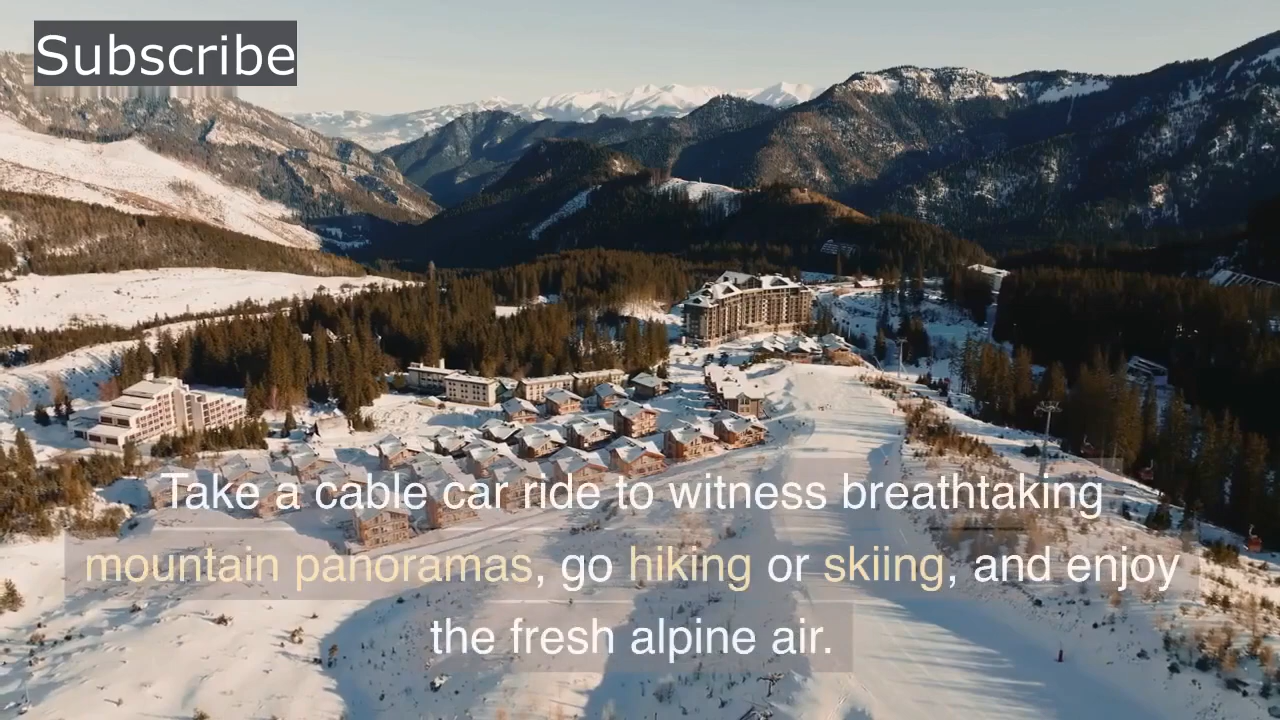 Subscribe
Take a cable car ride to witness breathtaking
mountain panoramas, go hiking or skiing, and enjoy
the fresh alpine air.